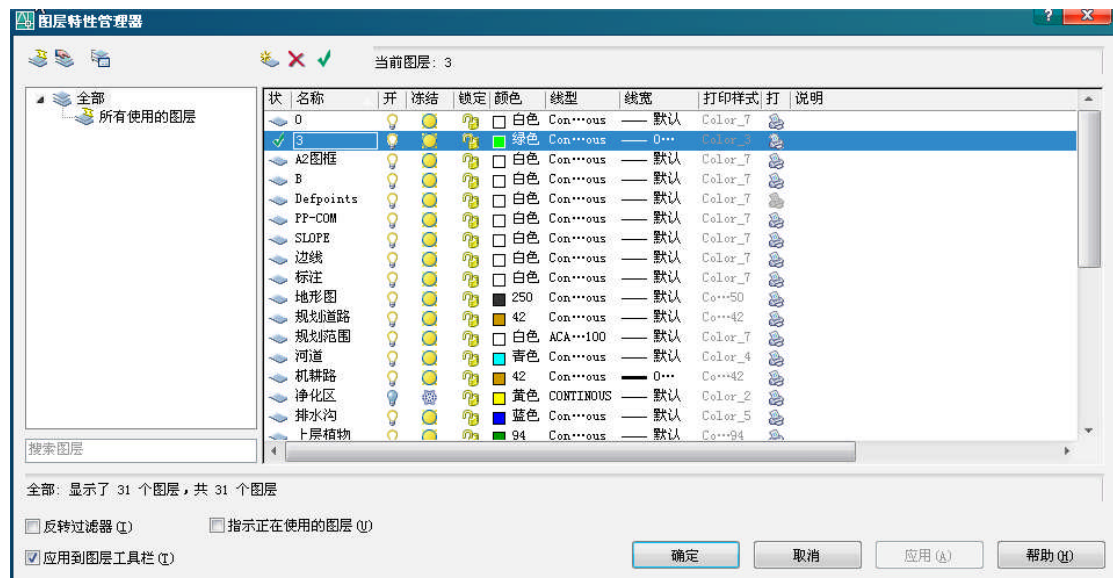 图层特性管理器
当前图层: 3
全部
所有使用的图层
状 名称 开 冻结 锁定 颜色 线型 线宽 打印样式 打 说明
0 白色 Con···ous 默认 Color_7
3 绿色 Con···ous 0··· Color_3
A2图框 白色 Con···ous 默认 Color_7
B 白色 Con···ous 默认 Color_7
Defpoints 白色 Con···ous 默认 Color_7
PP-COM 白色 Con···ous 默认 Color_7
SLOPE 白色 Con···ous 默认 Color_7
边线 白色 Con···ous 默认 Color_7
标注 白色 Con···ous 默认 Color_7
地形图 250 Con···ous 默认 Co···50
规划道路 42 Con···ous 默认 Co···42
规划范围 白色 ACA···100 默认 Color_7
河道 青色 Con···ous 默认 Color_4
机耕路 42 Con···ous 0··· Co···42
净化区 黄色 CONTINOUS 默认 Color_2
排水沟 蓝色 Con···ous 默认 Color_5
上层植物 94 Con···ous 默认 Co···94
搜索图层
全部: 显示了 31 个图层,共 31 个图层
反转过滤器(I) 指示正在使用的图层(U)
应用到图层工具栏(T)
确定 取消 应用(A) 帮助(H)